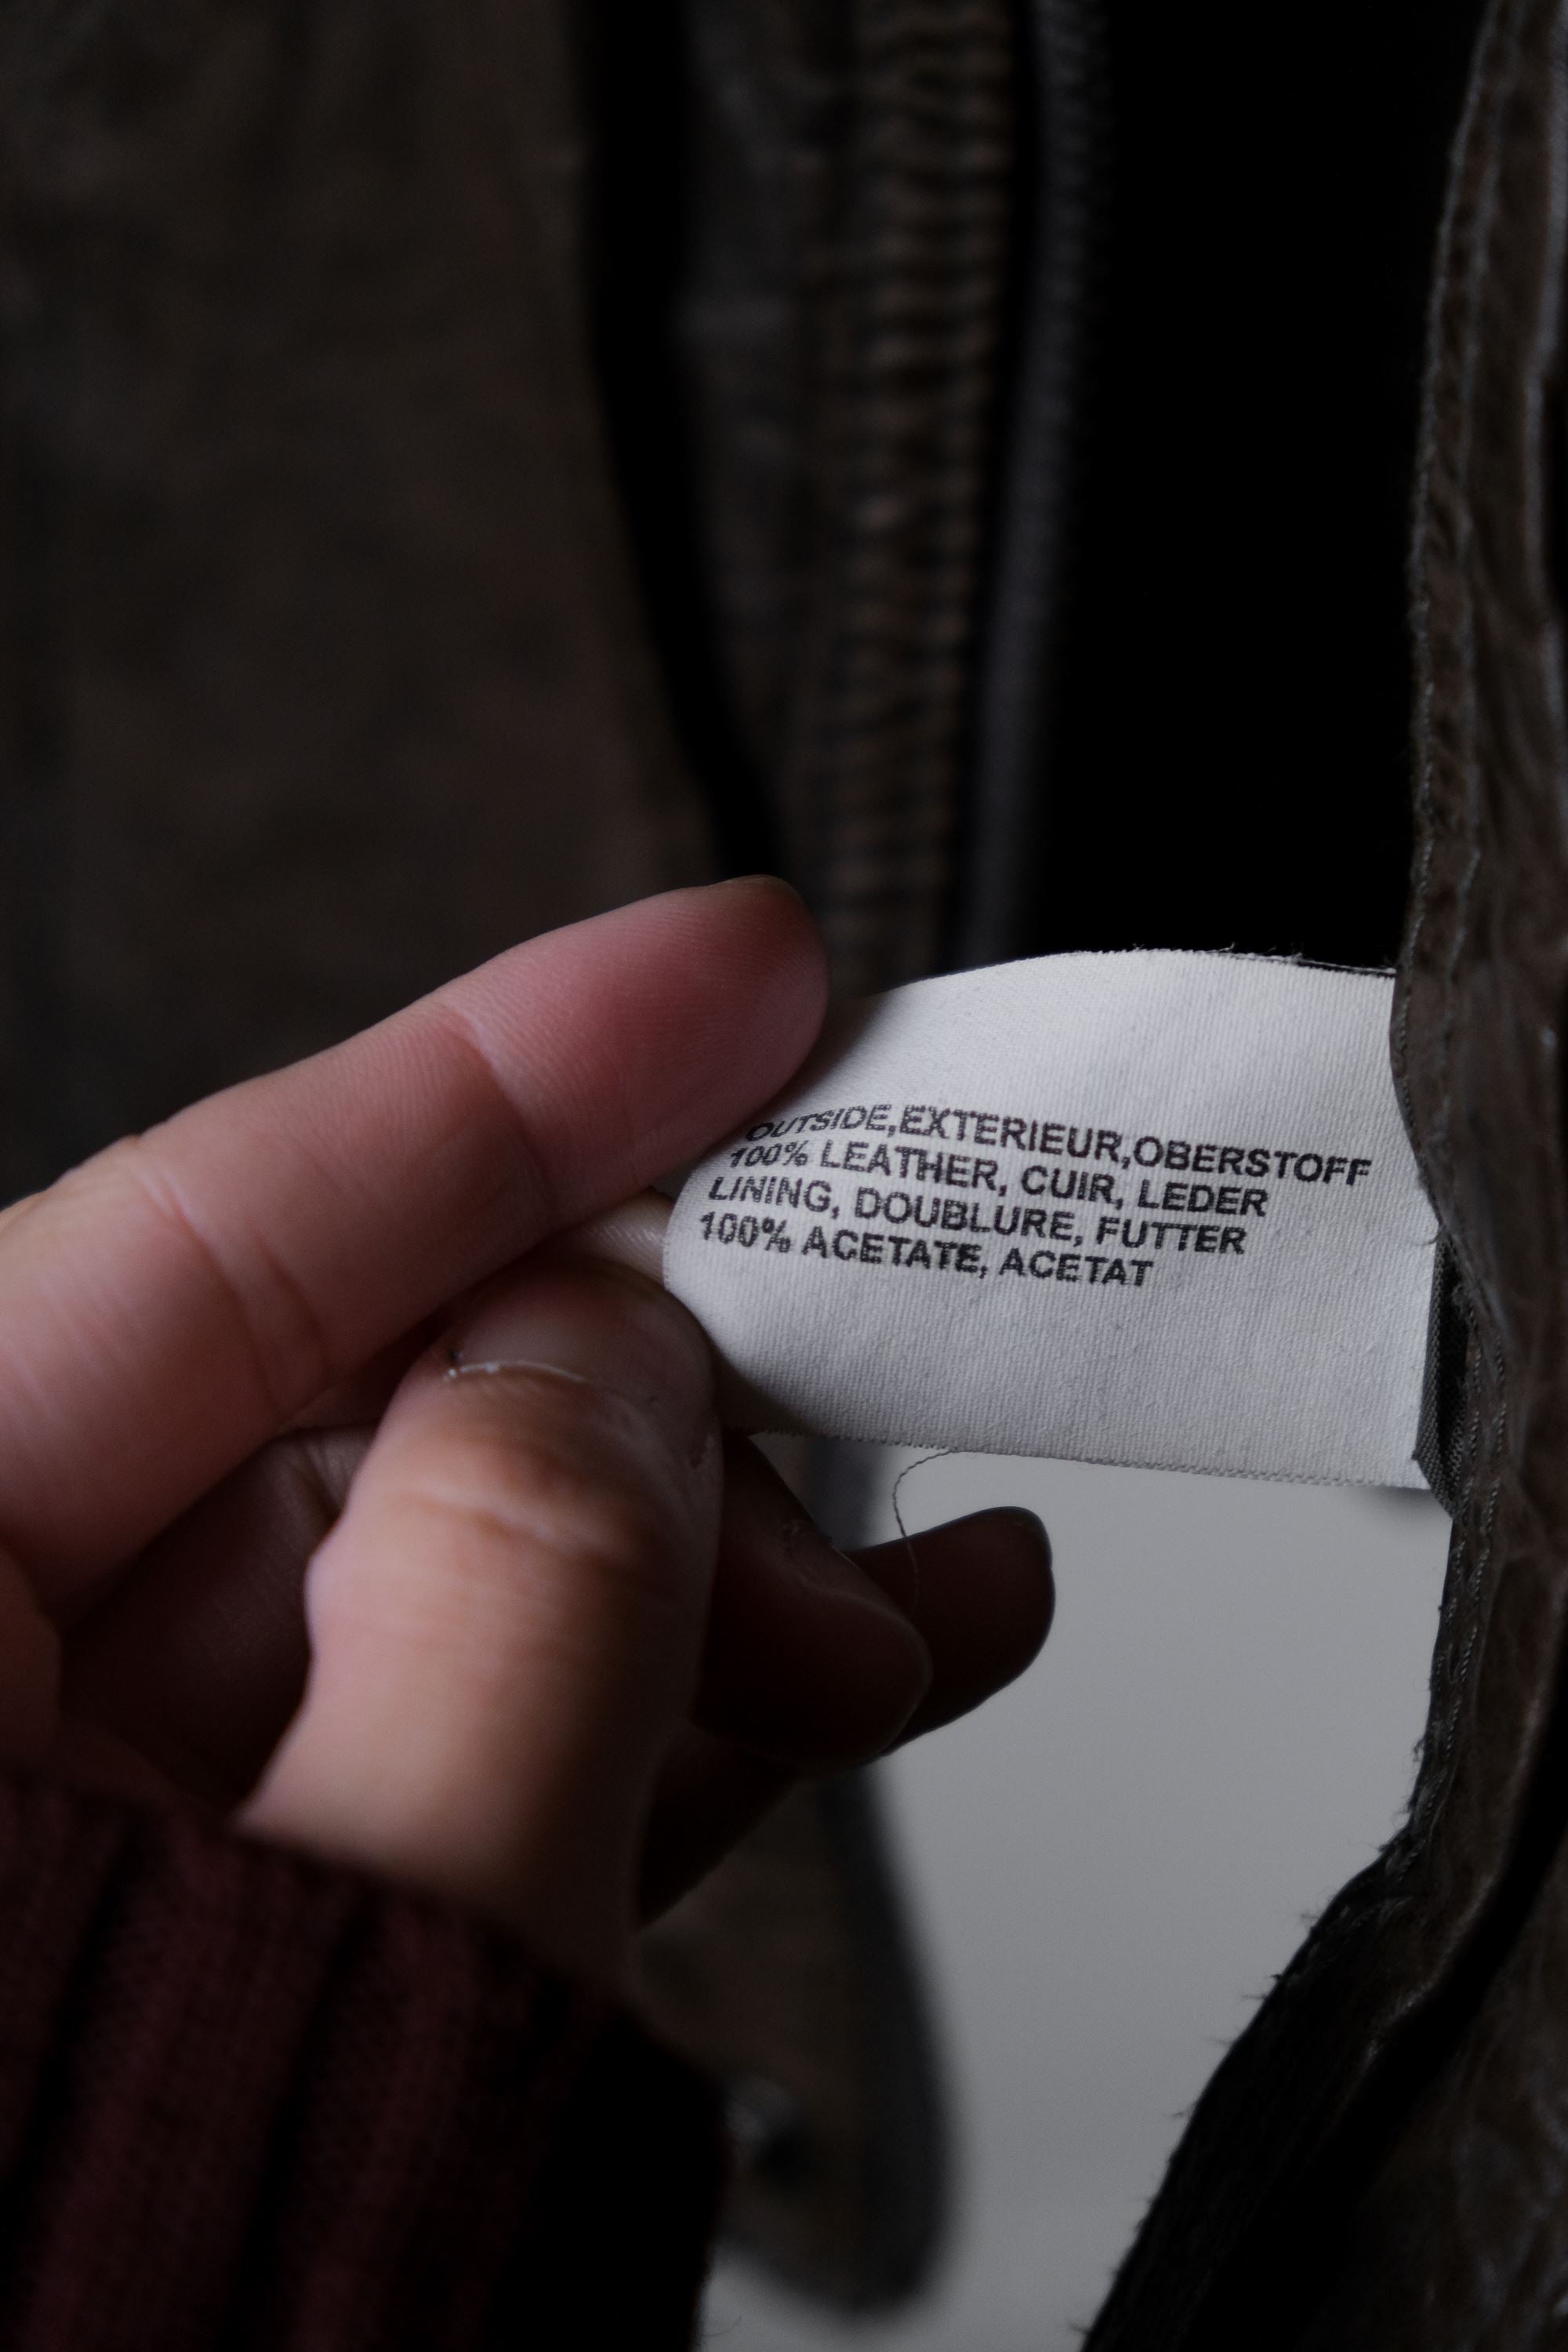 OUTSIDE,EXTERIEUR,OBERSTOFF
100% LEATHER, CUIR, LEDER
LINING, DOUBLURE, FUTTER
100% ACETATE, ACETAT